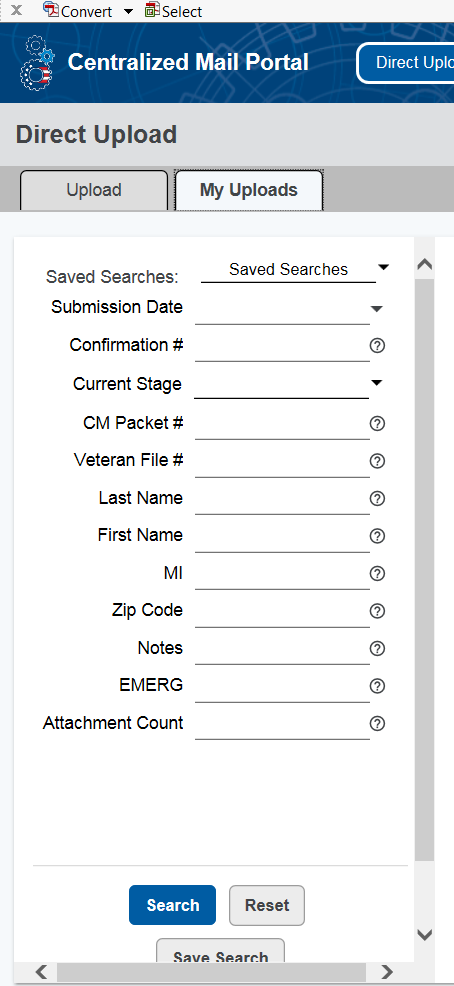 Convert Select
Centralized Mail Portal Direct Uplo
Direct Upload
Upload My Uploads
Saved Searches: Saved Searches
Submission Date
Confirmation #
Current Stage
CM Packet #
Veteran File #
Last Name
First Name
MI
Zip Code
Notes
EMERG
Attachment Count
Search Reset
Save Search